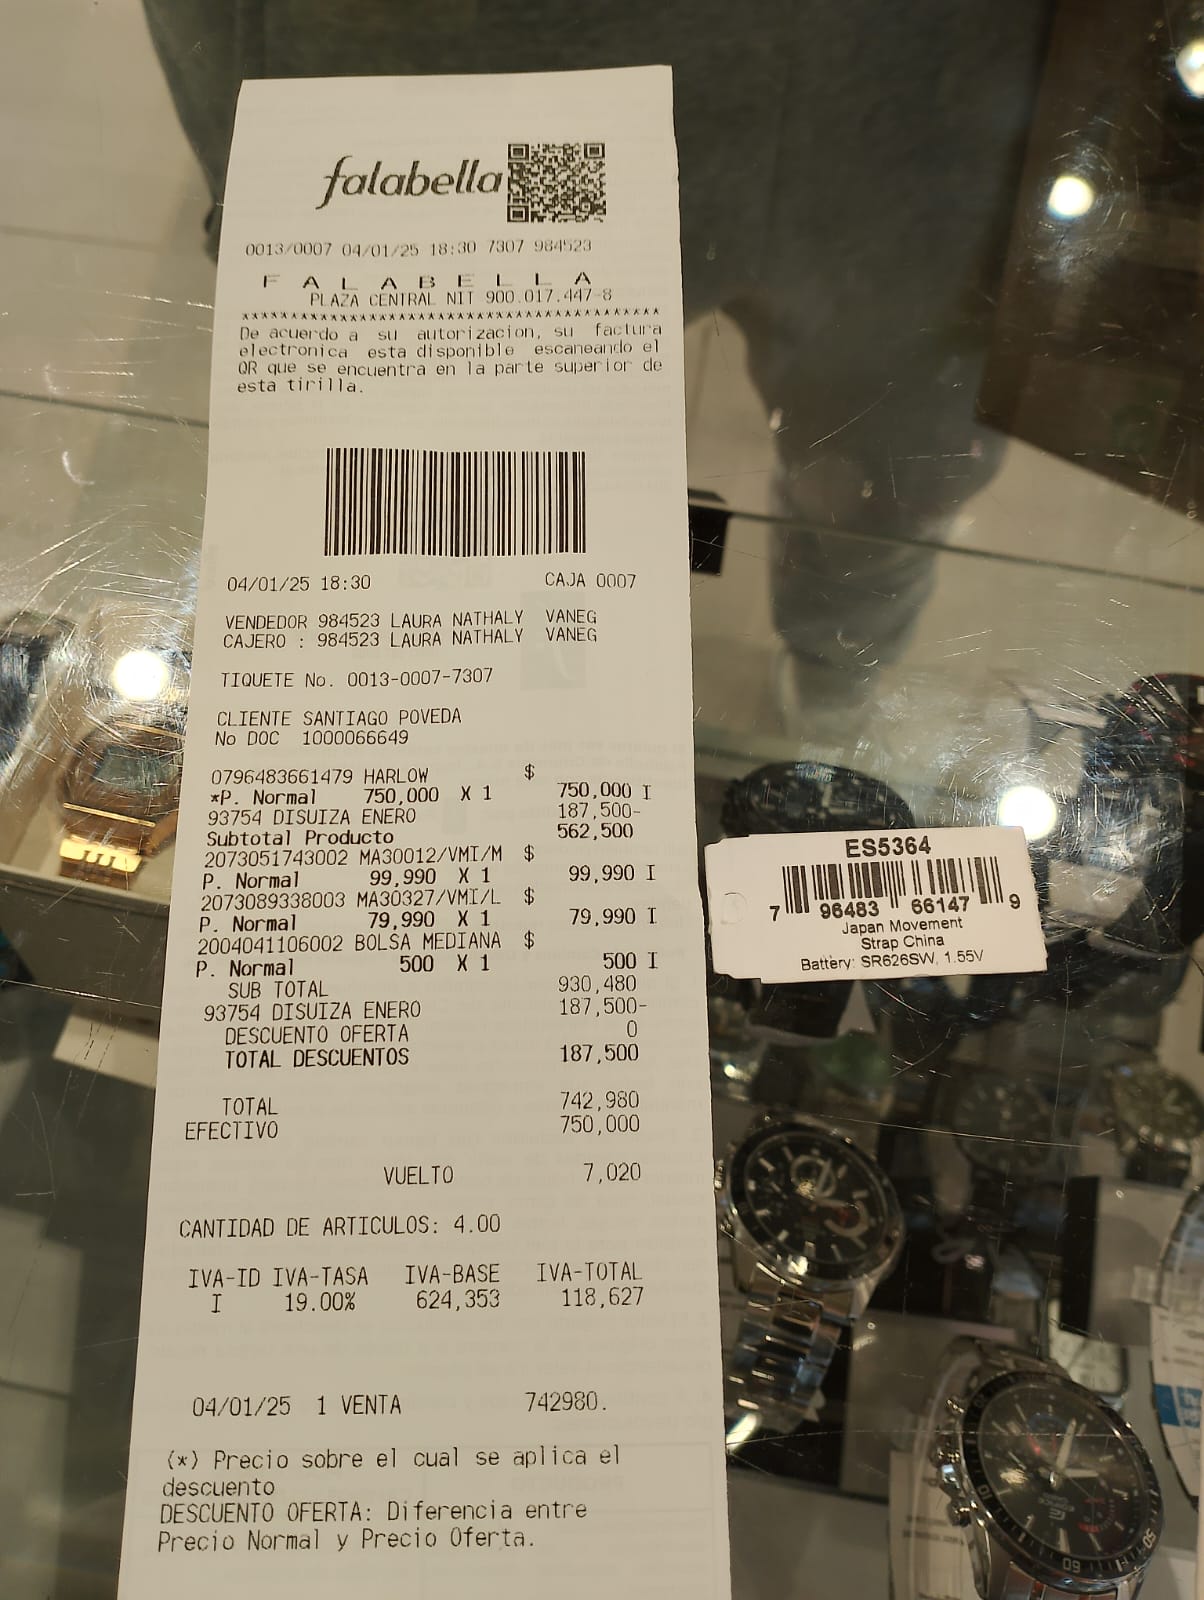 falabella
0013/0007 04/01/25 18:30 7307 984523
F A L A B E L L A
PLAZA CENTRAL NIT 900.017.447-8
*********************************************
De acuerdo a su autorizacion, su factura
electronica esta disponible escaneando el
QR que se encuentra en la parte superior de
esta tirilla.
04/01/25 18:30 CAJA 0007
VENDEDOR 984523 LAURA NATHALY VANEG
CAJERO : 984523 LAURA NATHALY VANEG
TIQUETE No. 0013-0007-7307
CLIENTE SANTIAGO POVEDA
No DOC 1000066649
0796483661479 HARLOW $
*P. Normal 750,000 X 1 750,000 I
93754 DISUIZA ENERO 187,500-
Subtotal Producto 562,500
2073051743002 MA30012/VMI/M $
P. Normal 99,990 X 1 99,990 I
2073089338003 MA30327/VMI/L $
P. Normal 79,990 X 1 79,990 I
2004041106002 BOLSA MEDIANA $
P. Normal 500 X 1 500 I
SUB TOTAL 930,480
93754 DISUIZA ENERO 187,500-
DESCUENTO OFERTA 0
TOTAL DESCUENTOS 187,500
TOTAL 742,980
EFECTIVO 750,000
VUELTO 7,020
CANTIDAD DE ARTICULOS: 4.00
IVA-ID IVA-TASA IVA-BASE IVA-TOTAL
I 19.00% 624,353 118,627
04/01/25 1 VENTA 742980.
(*) Precio sobre el cual se aplica el
descuento
DESCUENTO OFERTA: Diferencia entre
Precio Normal y Precio Oferta.
ES5364
7 96483 66147 9
Japan Movement
Strap China
Battery: SR626SW, 1.55V